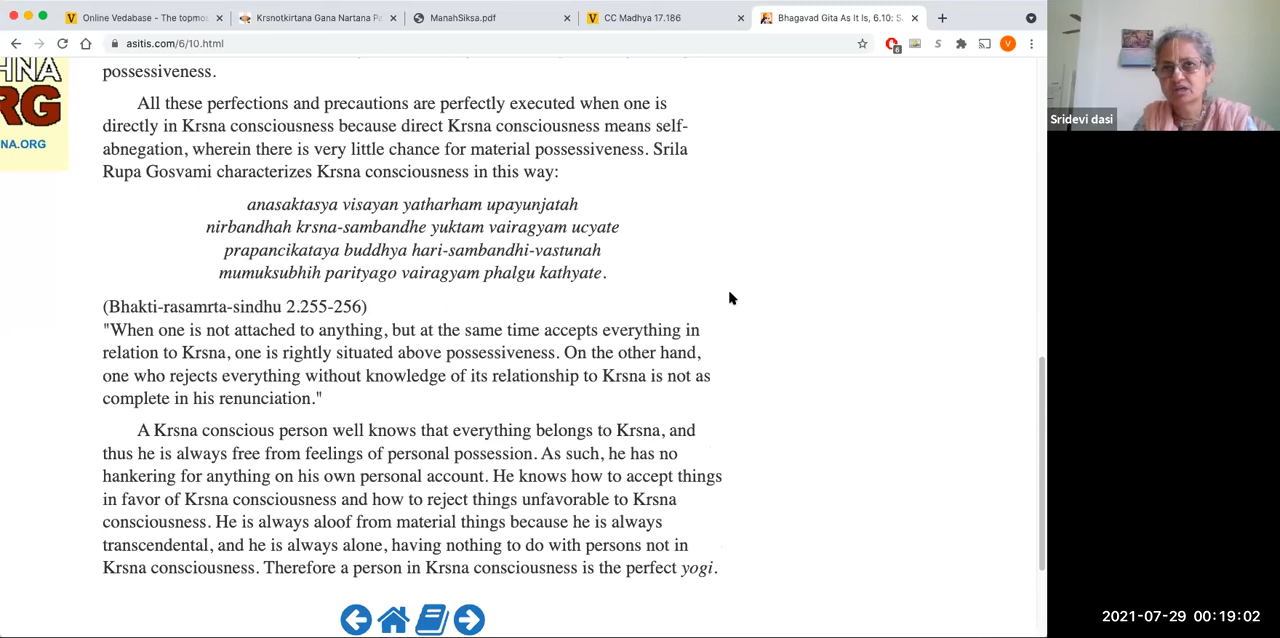 Online Vedabase - The topmos
Krsnotkirtana Gana Nartana Pa
ManahSiksa.pdf
CC Madhya 17.186
Bhagavad Gita As It Is, 6.10: S
asitis.com/6/10.html
6
S
V
HNA
RG
NA.ORG
possessiveness.
All these perfections and precautions are perfectly executed when one is
directly in Krsna consciousness because direct Krsna consciousness means self-
abnegation, wherein there is very little chance for material possessiveness. Srila
Rupa Gosvami characterizes Krsna consciousness in this way:
anasaktasya visayan yatharham upayunjatah
nirbandhah krsna-sambandhe yuktam vairagyam ucyate
prapancikataya buddhya hari-sambandhi-vastunah
mumuksubhih parityago vairagyam phalgu kathyate.
(Bhakti-rasamrta-sindhu 2.255-256)
"When one is not attached to anything, but at the same time accepts everything in
relation to Krsna, one is rightly situated above possessiveness. On the other hand,
one who rejects everything without knowledge of its relationship to Krsna is not as
complete in his renunciation."
A Krsna conscious person well knows that everything belongs to Krsna, and
thus he is always free from feelings of personal possession. As such, he has no
hankering for anything on his own personal account. He knows how to accept things
in favor of Krsna consciousness and how to reject things unfavorable to Krsna
consciousness. He is always aloof from material things because he is always
transcendental, and he is always alone, having nothing to do with persons not in
Krsna consciousness. Therefore a person in Krsna consciousness is the perfect yogi.
Sridevi dasi
2021-07-29 00:19:02